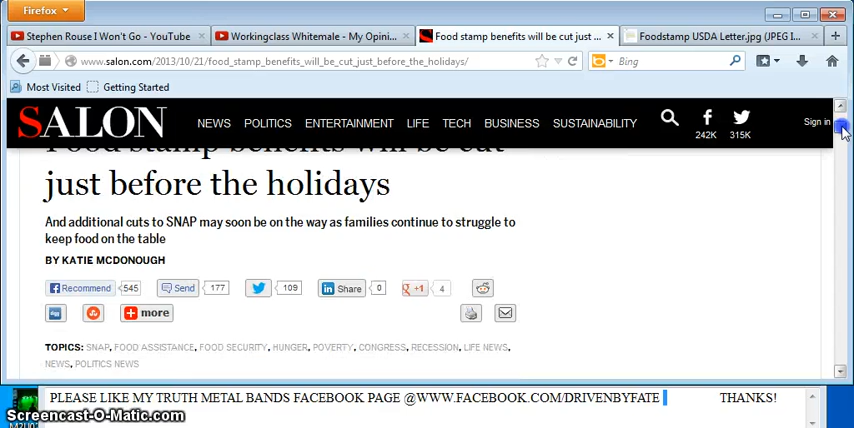 Firefox
Stephen Rouse I Won't Go - YouTube
Workingclass Whitemale - My Opini...
Food stamp benefits will be cut just ...
Foodstamp USDA Letter.jpg (JPEG I...
www.salon.com/2013/10/21/food_stamp_benefits_will_be_cut_just_before_the_holidays/
Bing
Most Visited Getting Started
SALON NEWS POLITICS ENTERTAINMENT LIFE TECH BUSINESS SUSTAINABILITY 242K 315K Sign in
Food stamp benefits will be cut
just before the holidays
And additional cuts to SNAP may soon be on the way as families continue to struggle to
keep food on the table
BY KATIE MCDONOUGH
Recommend 545 Send 177 109 Share 0 +1 4
more
TOPICS: SNAP, FOOD ASSISTANCE, FOOD SECURITY, HUNGER, POVERTY, CONGRESS, RECESSION, LIFE NEWS,
NEWS, POLITICS NEWS
PLEASE LIKE MY TRUTH METAL BANDS FACEBOOK PAGE @WWW.FACEBOOK.COM/DRIVENBYFATE THANKS!
Screencast-O-Matic.com